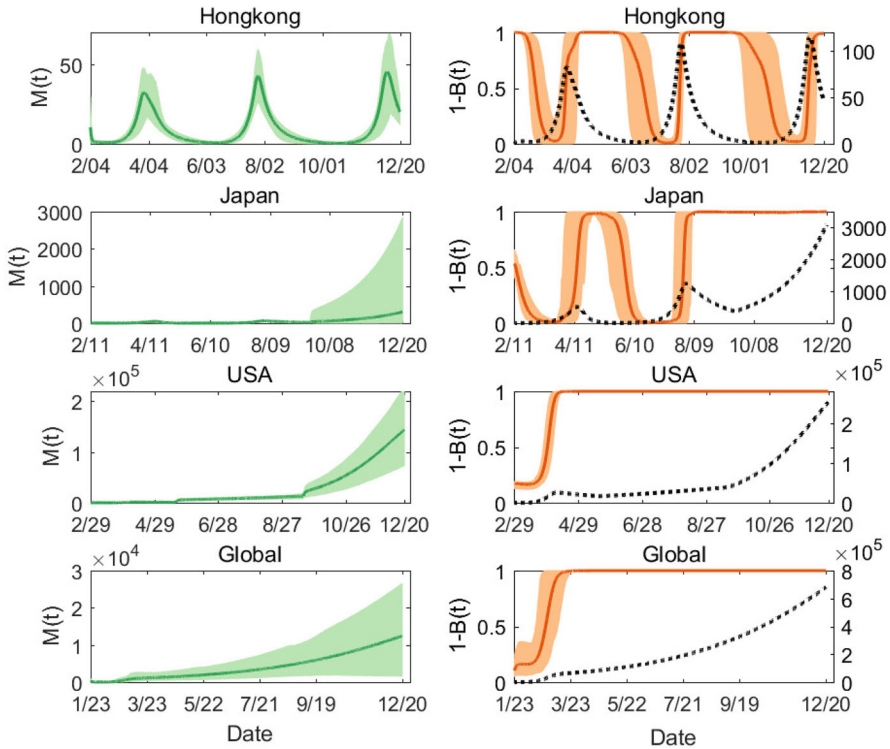 Hongkong
M(t)
50
0
2/04 4/04 6/03 8/02 10/01 12/20
Hongkong
1-B(t)
1
0.5
0
100
50
0
2/04 4/04 6/03 8/02 10/01 12/20
Japan
M(t)
3000
2000
1000
0
2/11 4/11 6/10 8/09 10/08 12/20
Japan
1-B(t)
1
0.5
0
3000
2000
1000
0
2/11 4/11 6/10 8/09 10/08 12/20
USA
×10⁵
M(t)
2
1
0
2/29 4/29 6/28 8/27 10/26 12/20
USA
×10⁵
1-B(t)
1
0.5
0
2
1
0
2/29 4/29 6/28 8/27 10/26 12/20
Global
×10⁴
M(t)
3
2
1
0
1/23 3/23 5/22 7/21 9/19 12/20
Date
Global
×10⁵
1-B(t)
1
0.5
0
8
6
4
2
0
1/23 3/23 5/22 7/21 9/19 12/20
Date